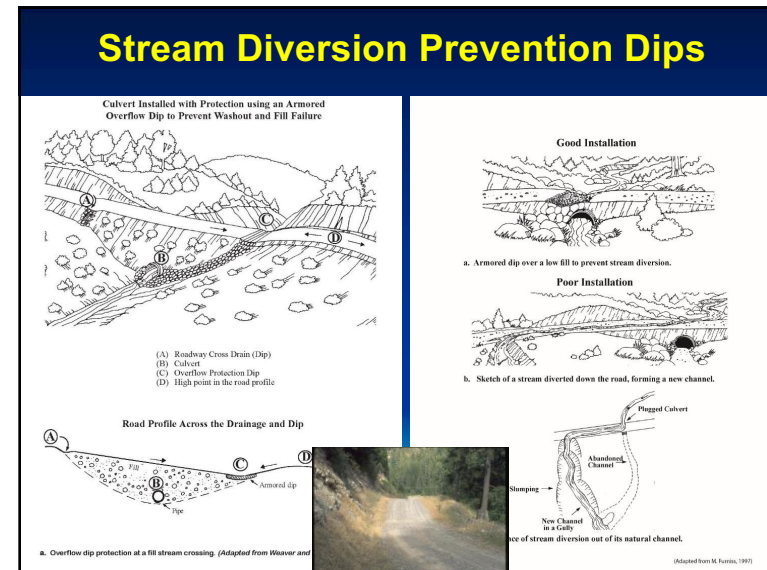 Stream Diversion Prevention Dips
Culvert Installed with Protection using an Armored
Overflow Dip to Prevent Washout and Fill Failure
A
C
D
B
(A) Roadway Cross Drain (Dip)
(B) Culvert
(C) Overflow Protection Dip
(D) High point in the road profile
Road Profile Across the Drainage and Dip
A
D
C
Fill
B
Armored dip
Pipe
a. Overflow dip protection at a fill stream crossing. (Adapted from Weaver and
Good Installation
a. Armored dip over a low fill to prevent stream diversion.
Poor Installation
b. Sketch of a stream diverted down the road, forming a new channel.
Plugged Culvert
Abandoned
Channel
Slumping
New Channel
in a Gully
of stream diversion out of its natural channel.
(Adapted from M. Furniss, 1997)